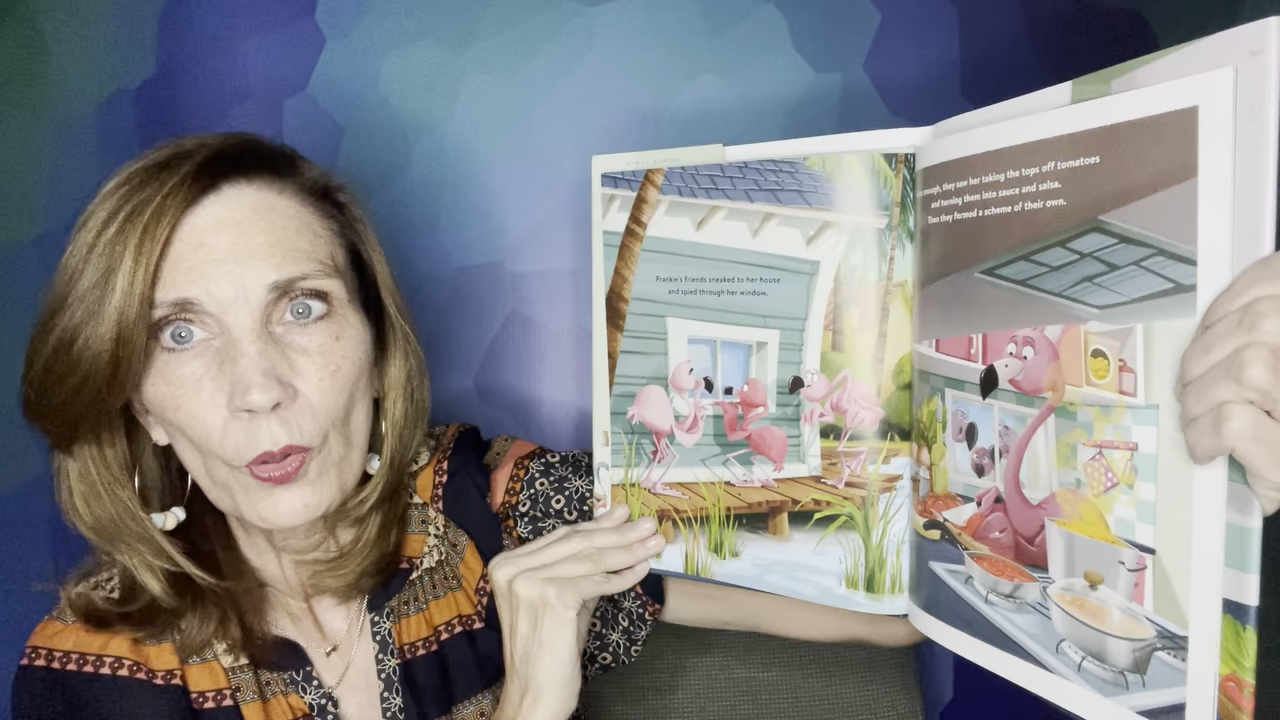 Frankie's friends sneaked to her house
and spied through her window.
enough, they saw her taking the tops off tomatoes
and turning them into sauce and salsa.
Then they formed a scheme of their own.